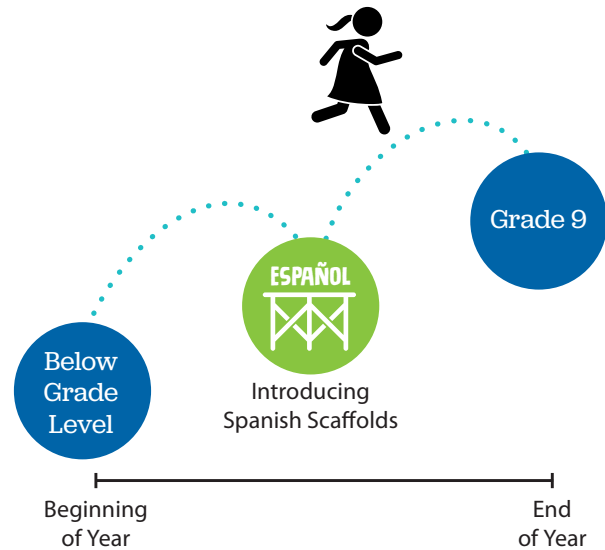 Grade 9
ESPAÑOL
Below
Grade
Level
Introducing
Spanish Scaffolds
Beginning
of Year
End
of Year